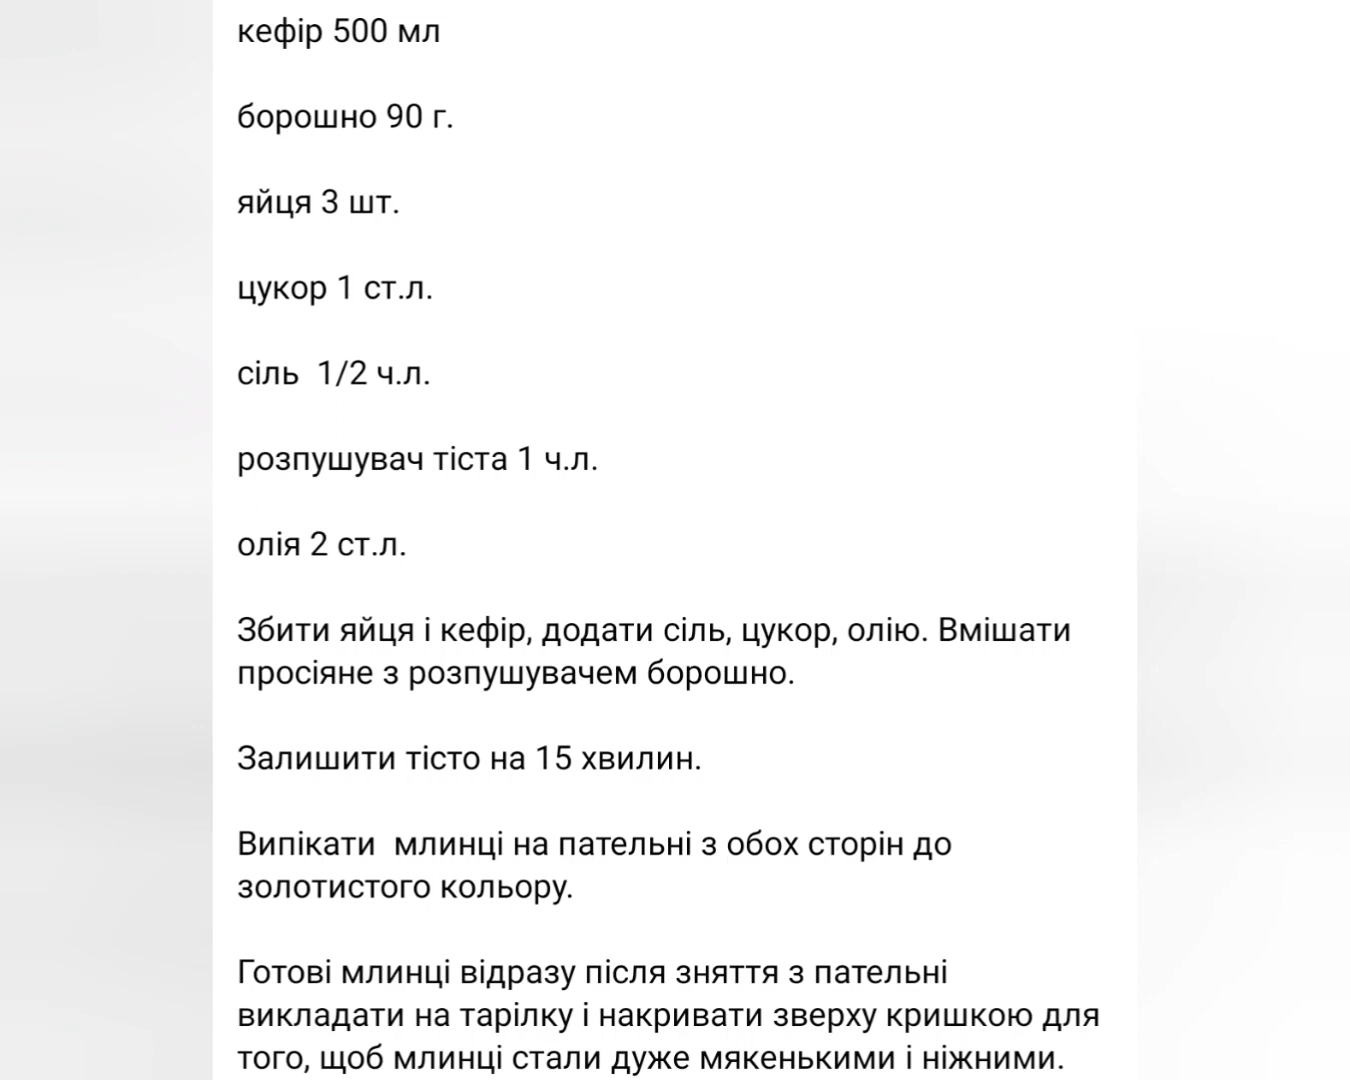 кефір 500 мл
борошно 90 г.
яйця 3 шт.
цукор 1 ст.л.
сіль  1/2 ч.л.
розпушувач тіста 1 ч.л.
олія 2 ст.л.
Збити яйця і кефір, додати сіль, цукор, олію. Вмішати
просіяне з розпушувачем борошно.
Залишити тісто на 15 хвилин.
Випікати  млинці на пательні з обох сторін до
золотистого кольору.
Готові млинці відразу після зняття з пательні
викладати на тарілку і накривати зверху кришкою для
того, щоб млинці стали дуже мякенькими і ніжними.